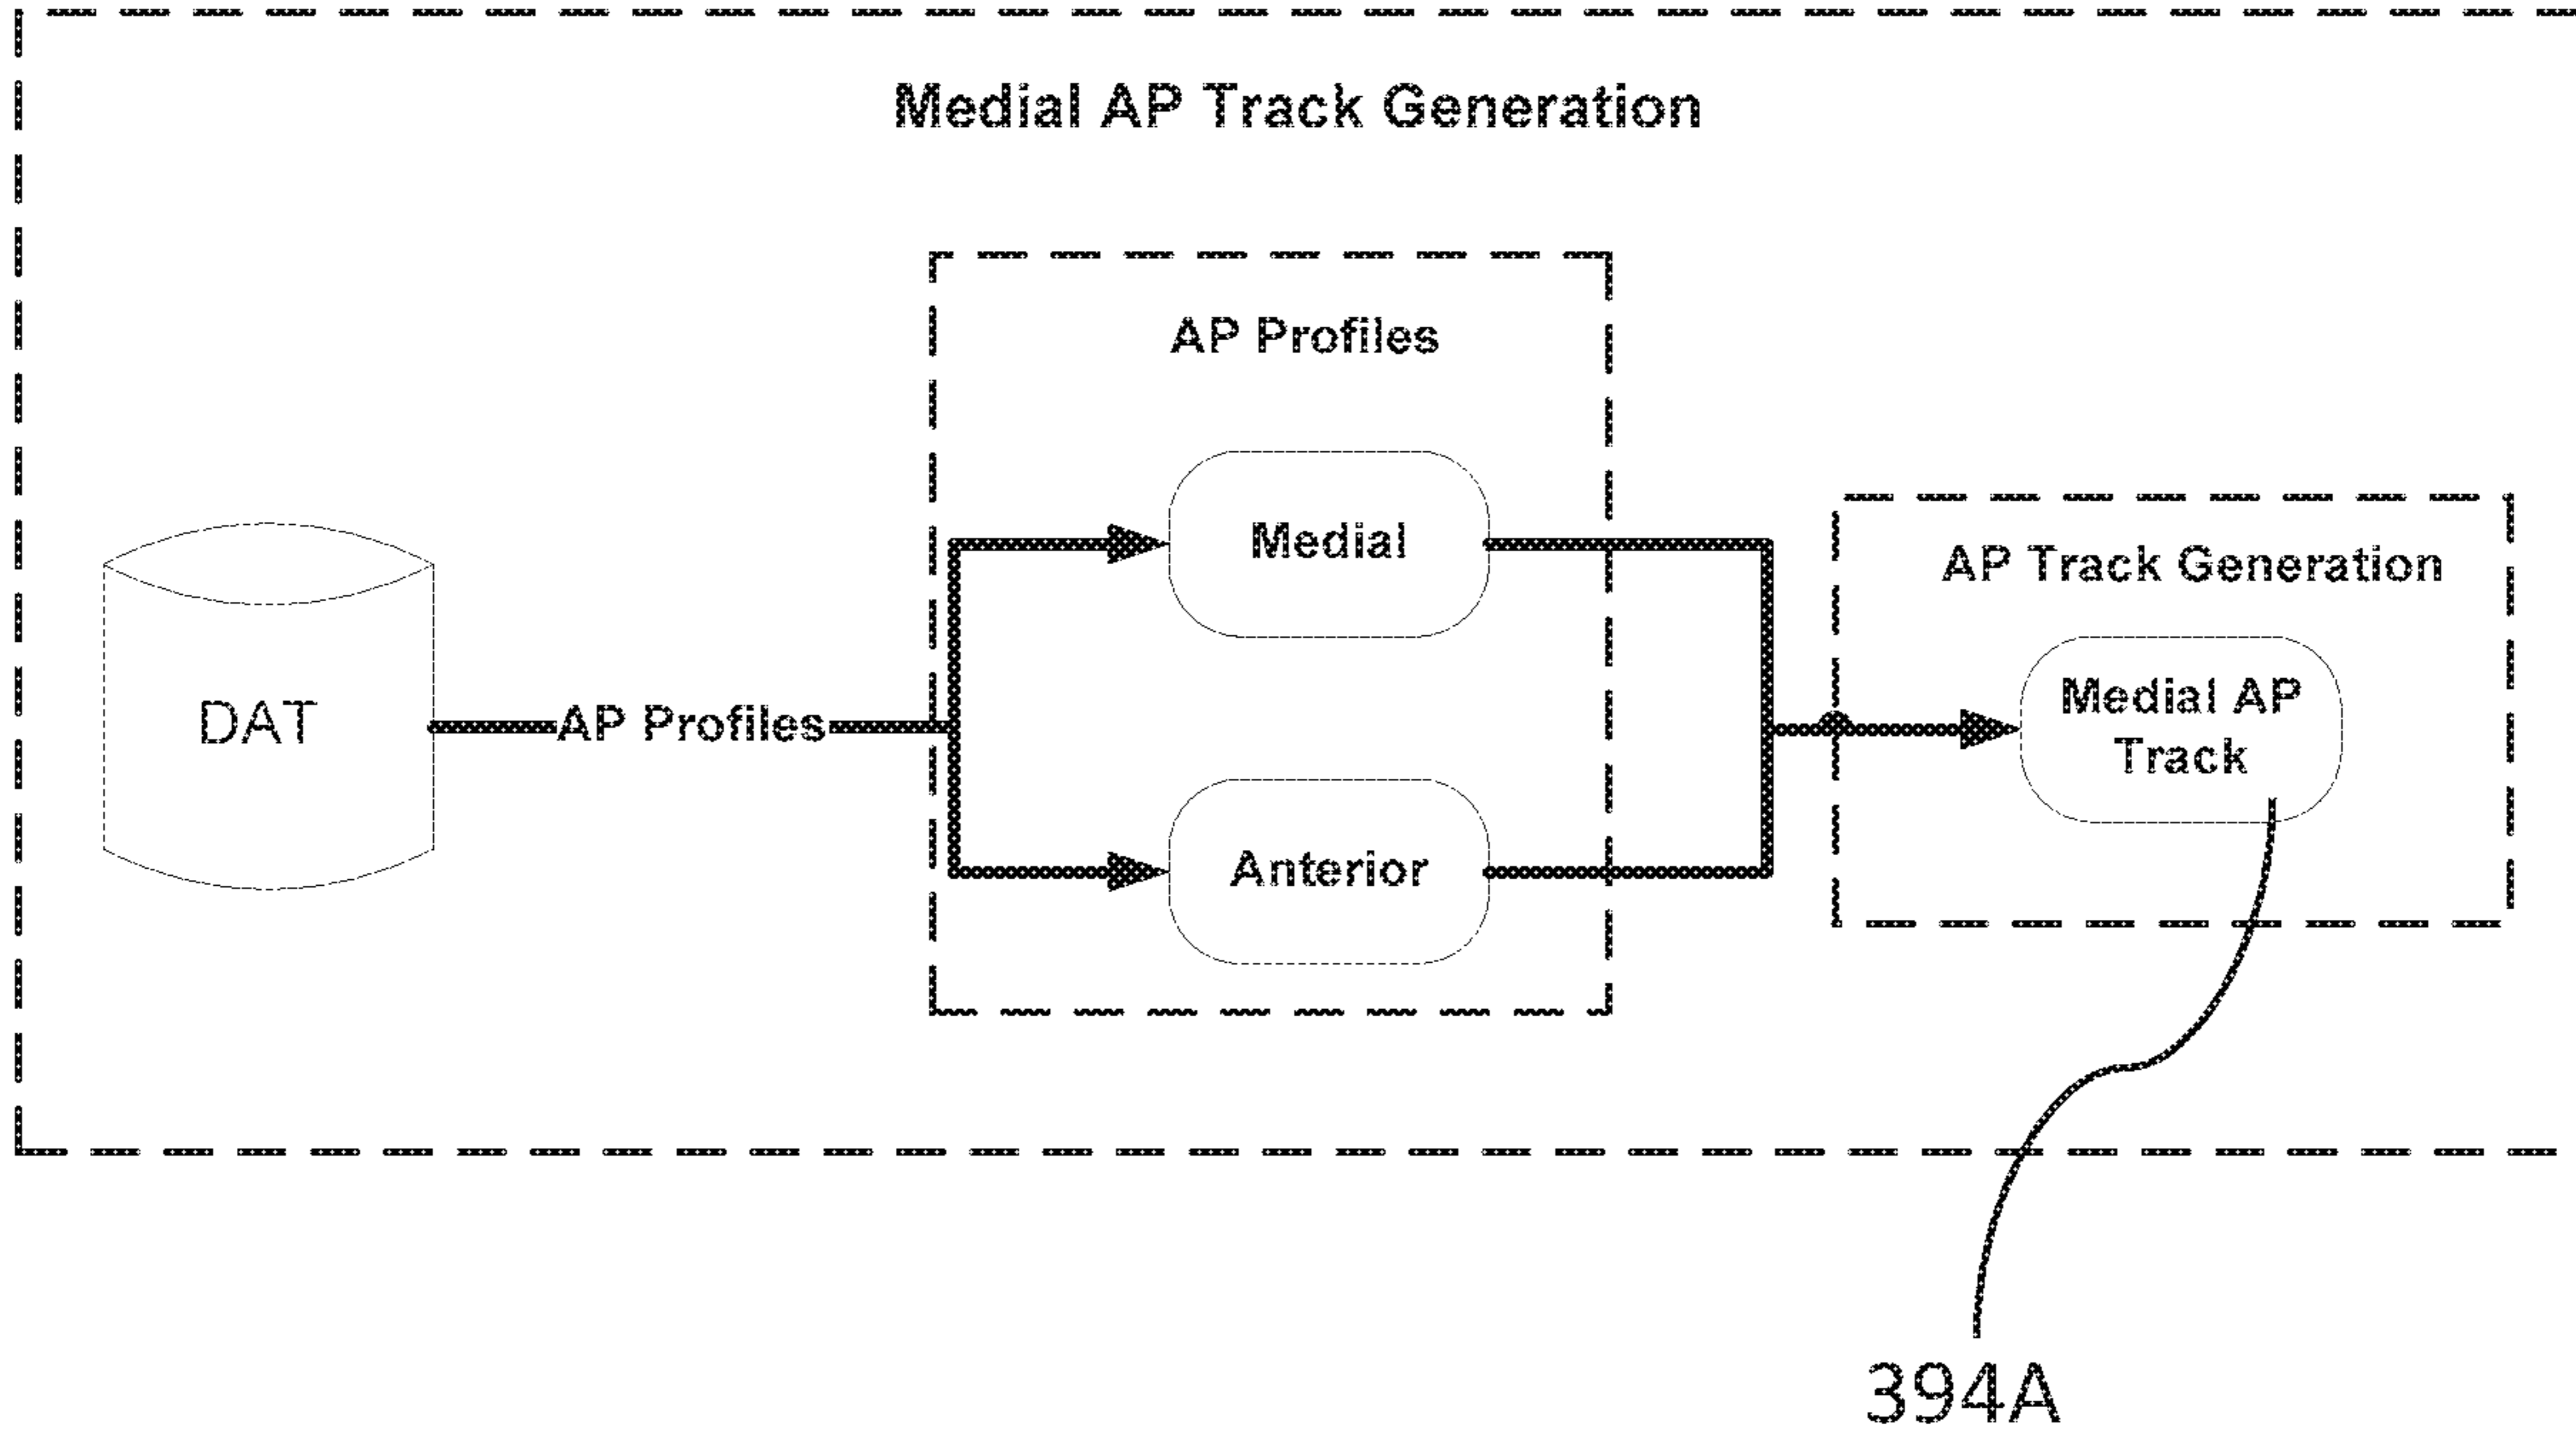 Medial AP Track Generation
AP Profiles
Medial
AP Track Generation
DAT
AP Profiles
Medial AP
Track
Anterior
394A